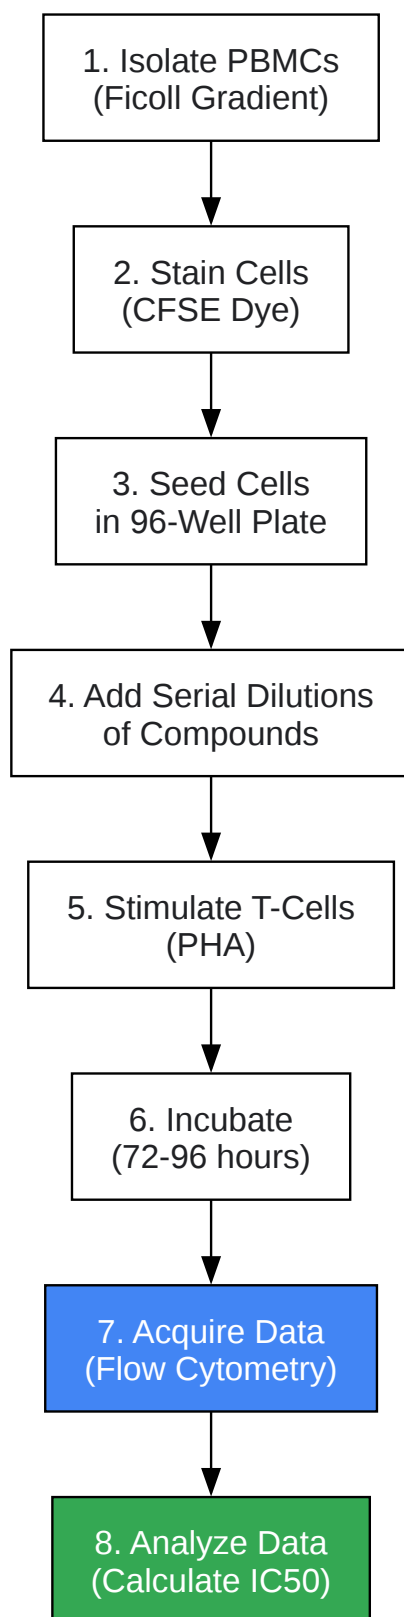 1. Isolate PBMCs
(Ficoll Gradient)
2. Stain Cells
(CFSE Dye)
3. Seed Cells
in 96-Well Plate
4. Add Serial Dilutions
of Compounds
5. Stimulate T-Cells
(PHA)
6. Incubate
(72-96 hours)
7. Acquire Data
(Flow Cytometry)
8. Analyze Data
(Calculate IC50)